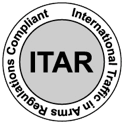 International Traffic in Arms Regulations Compliant
ITAR